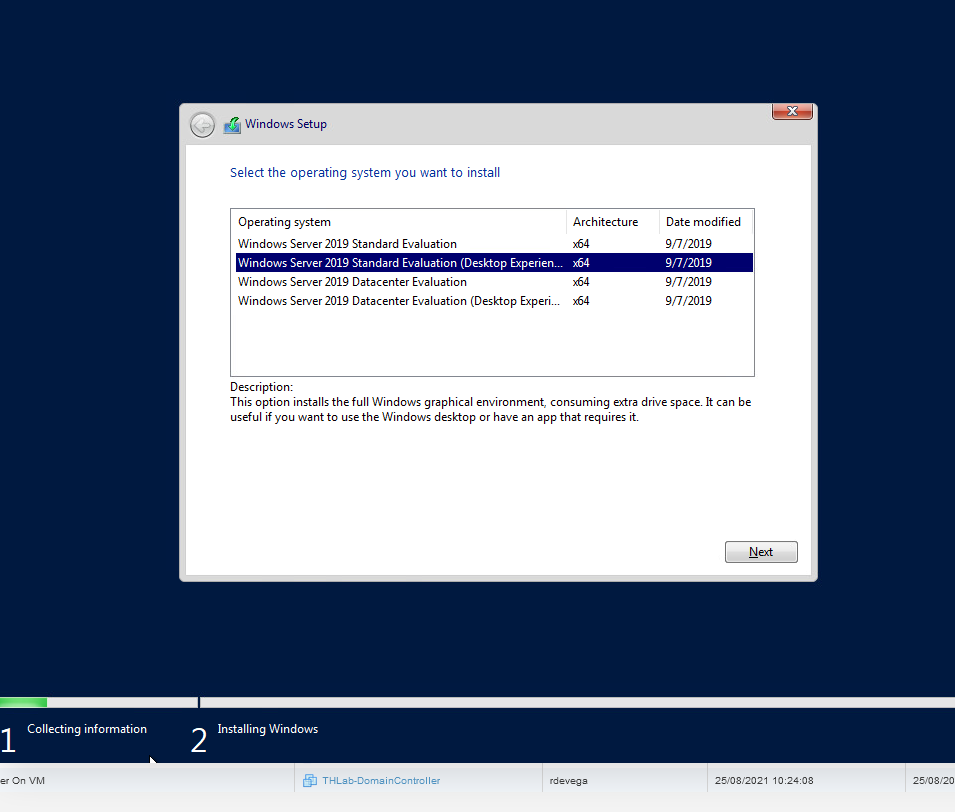 Windows Setup
Select the operating system you want to install
Operating system Architecture Date modified
Windows Server 2019 Standard Evaluation x64 9/7/2019
Windows Server 2019 Standard Evaluation (Desktop Experien... x64 9/7/2019
Windows Server 2019 Datacenter Evaluation x64 9/7/2019
Windows Server 2019 Datacenter Evaluation (Desktop Experi... x64 9/7/2019
Description:
This option installs the full Windows graphical environment, consuming extra drive space. It can be
useful if you want to use the Windows desktop or have an app that requires it.
Next
1 Collecting information 2 Installing Windows
er On VM THLab-DomainController rdevega 25/08/2021 10:24:08 25/08/20